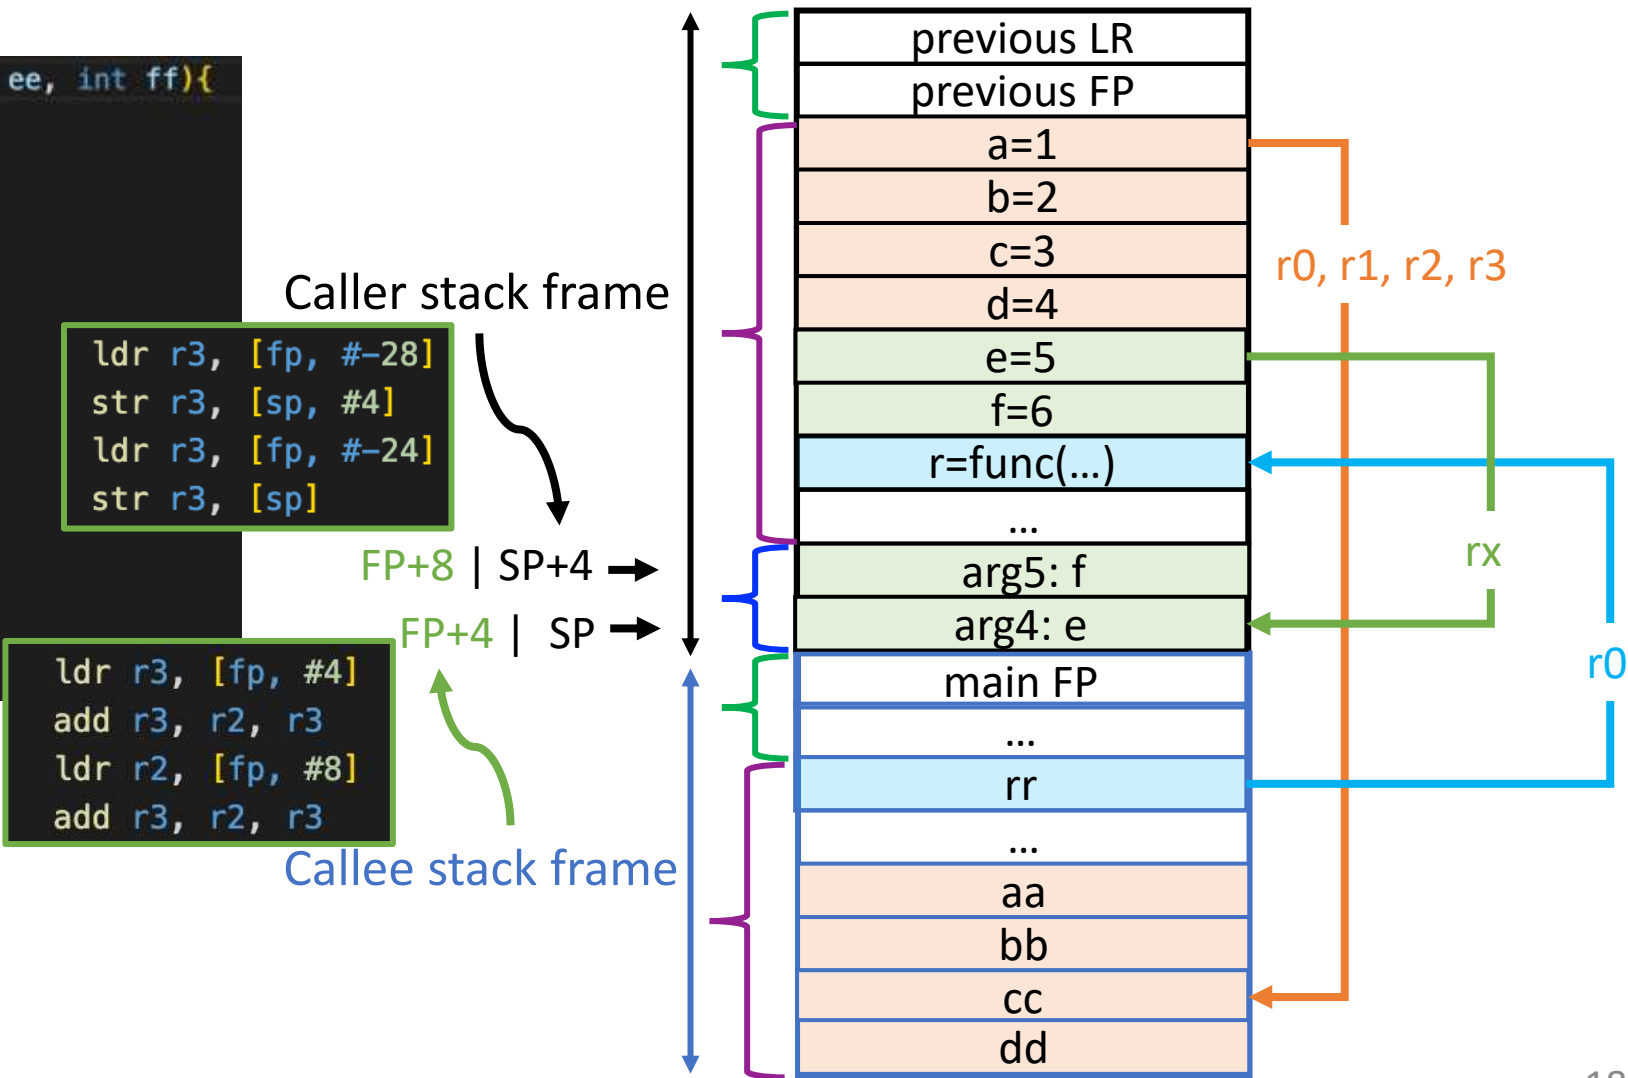 ee, int ff){
Caller stack frame
ldr r3, [fp, #-28]
str r3, [sp, #4]
ldr r3, [fp, #-24]
str r3, [sp]
FP+8 | SP+4
FP+4 | SP
ldr r3, [fp, #4]
add r3, r2, r3
ldr r2, [fp, #8]
add r3, r2, r3
Callee stack frame
previous LR
previous FP
a=1
b=2
c=3
d=4
e=5
f=6
r=func(...)
...
arg5: f
arg4: e
main FP
...
rr
...
aa
bb
cc
dd
r0, r1, r2, r3
rx
r0